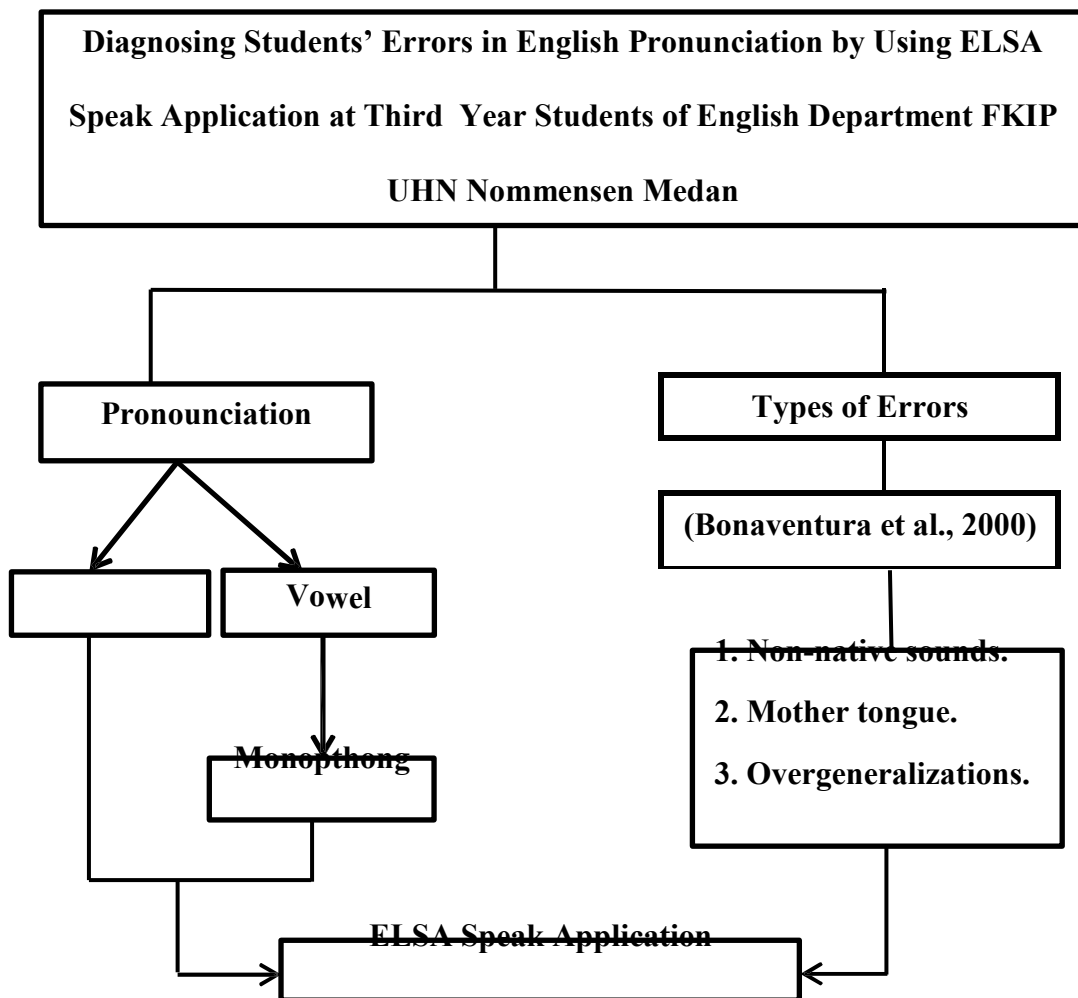 Diagnosing Students’ Errors in English Pronunciation by Using ELSA
Speak Application at Third Year Students of English Department FKIP
UHN Nommensen Medan
Pronounciation
Types of Errors
(Bonaventura et al., 2000)
Vowel
1. Non-native sounds.
2. Mother tongue.
3. Overgeneralizations.
Monopthong
ELSA Speak Application